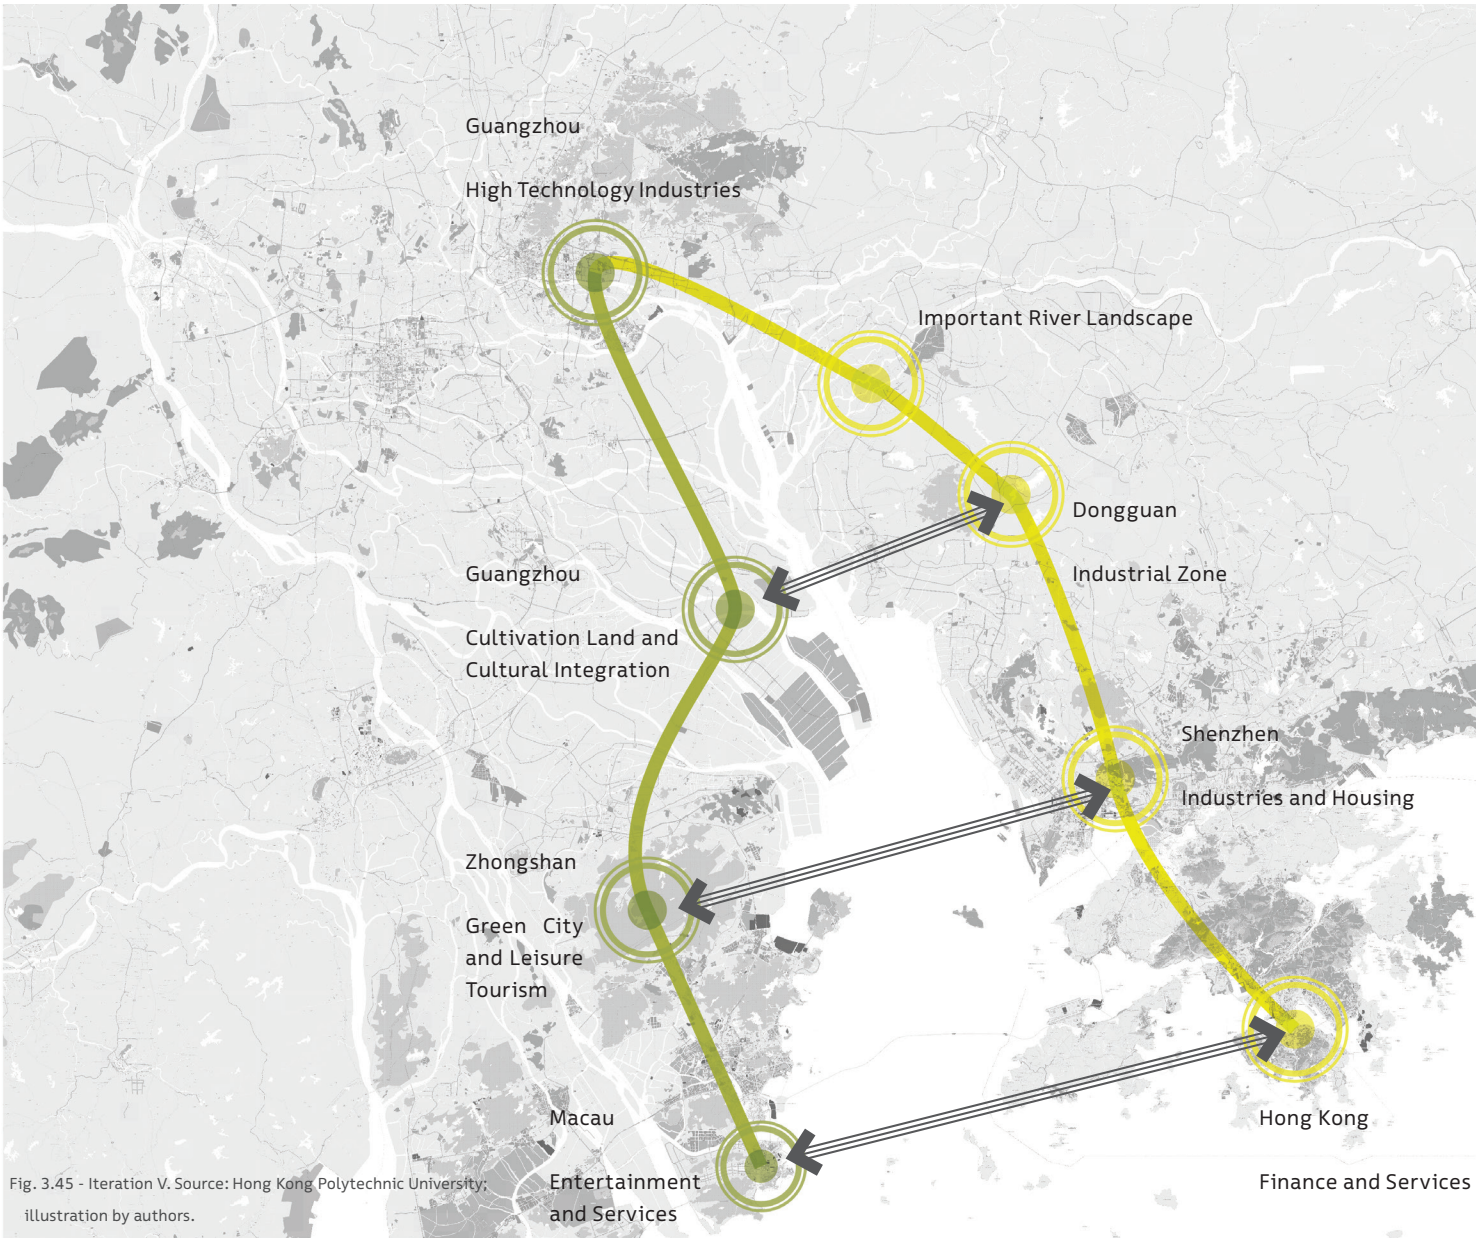 Guangzhou
High Technology Industries
Important River Landscape
Dongguan
Industrial Zone
Guangzhou
Cultivation Land and
Cultural Integration
Shenzhen
Industries and Housing
Zhongshan
Green City
and Leisure
Tourism
Macau
Entertainment
and Services
Hong Kong
Finance and Services
Fig. 3.45 - Iteration V. Source: Hong Kong Polytechnic University;
illustration by authors.